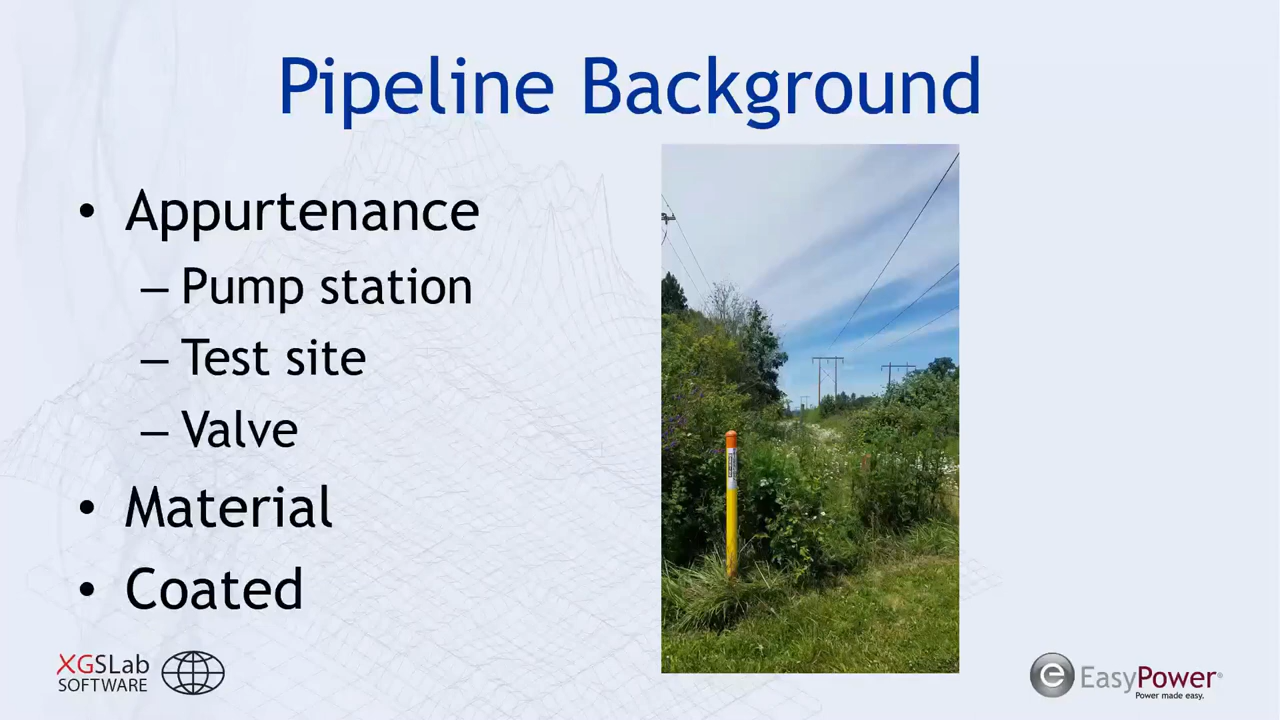 Pipeline Background
• Appurtenance
– Pump station
– Test site
– Valve
• Material
• Coated
XGSLab
SOFTWARE
e EasyPower®
Power made easy.